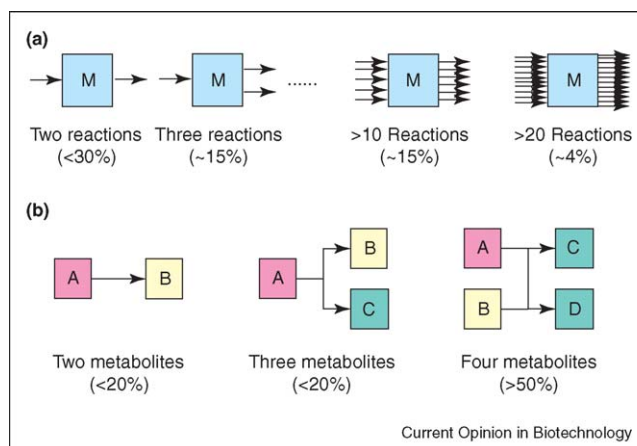 (a)
M
M
......
M
M
Two reactions
(<30%)
Three reactions
(~15%)
>10 Reactions
(~15%)
>20 Reactions
(~4%)
(b)
A
B
A
B
C
A
C
B
D
Two metabolites
(<20%)
Three metabolites
(<20%)
Four metabolites
(>50%)
Current Opinion in Biotechnology